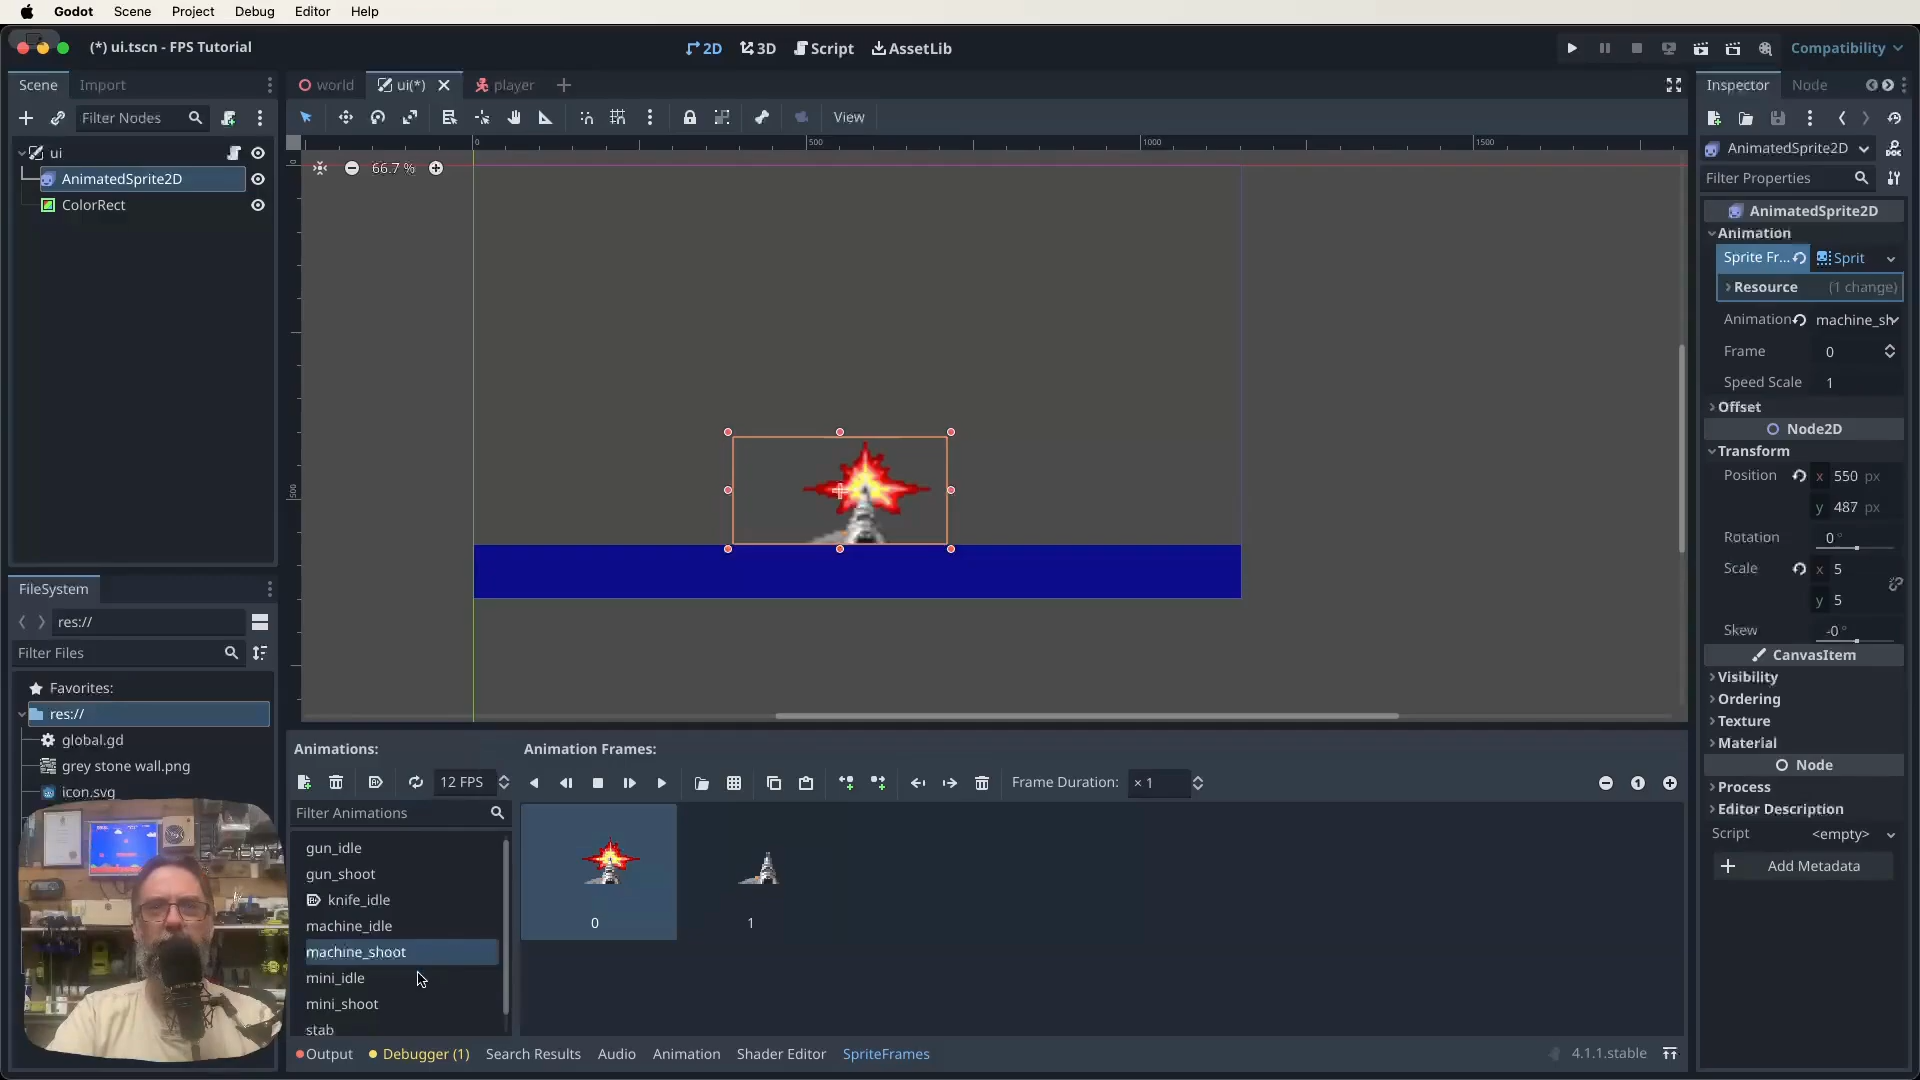 Godot Scene Project Debug Editor Help
(*) ui.tscn - FPS Tutorial
2D 3D Script AssetLib
Compatibility
Scene Import
world ui(*) player
Inspector Node
Filter Nodes
View
ui
AnimatedSprite2D
ColorRect
0 500 1000 1500
66.7 %
500
AnimatedSprite2D
Filter Properties
AnimatedSprite2D
Animation
Sprite Fr... Sprit
Resource (1 change)
Animation machine_sh
Frame 0
Speed Scale 1
Offset
Node2D
Transform
Position x 550 px
y 487 px
Rotation 0 °
Scale x 5
y 5
Skew -0 °
CanvasItem
Visibility
Ordering
Texture
Material
Node
Process
Editor Description
Script <empty>
Add Metadata
FileSystem
res://
Filter Files
Favorites:
res://
global.gd
grey stone wall.png
icon.svg
Animations:
12 FPS
Filter Animations
gun_idle
gun_shoot
knife_idle
machine_idle
machine_shoot
mini_idle
mini_shoot
stab
Animation Frames:
Frame Duration: × 1
1
0 1
Output Debugger (1) Search Results Audio Animation Shader Editor SpriteFrames
4.1.1.stable